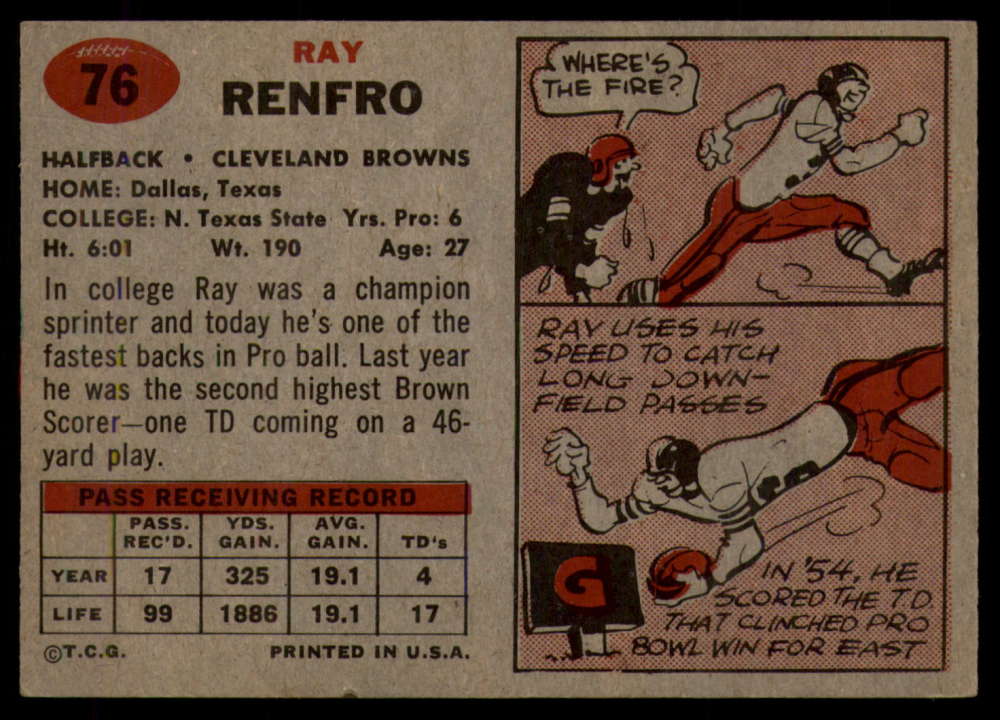 76
RAY
RENFRO
HALFBACK • CLEVELAND BROWNS
HOME: Dallas, Texas
COLLEGE: N. Texas State Yrs. Pro: 6
Ht. 6:01 Wt. 190 Age: 27
In college Ray was a champion
sprinter and today he's one of the
fastest backs in Pro ball. Last year
he was the second highest Brown
Scorer—one TD coming on a 46-
yard play.
PASS RECEIVING RECORD
PASS. REC'D. YDS. GAIN. AVG. GAIN. TD's
YEAR 17 325 19.1 4
LIFE 99 1886 19.1 17
©T.C.G. PRINTED IN U.S.A.
WHERE'S
THE FIRE?
RAY USES HIS
SPEED TO CATCH
LONG DOWN-
FIELD PASSES
G
IN '54, HE
SCORED THE TD
THAT CLINCHED PRO
BOWL WIN FOR EAST